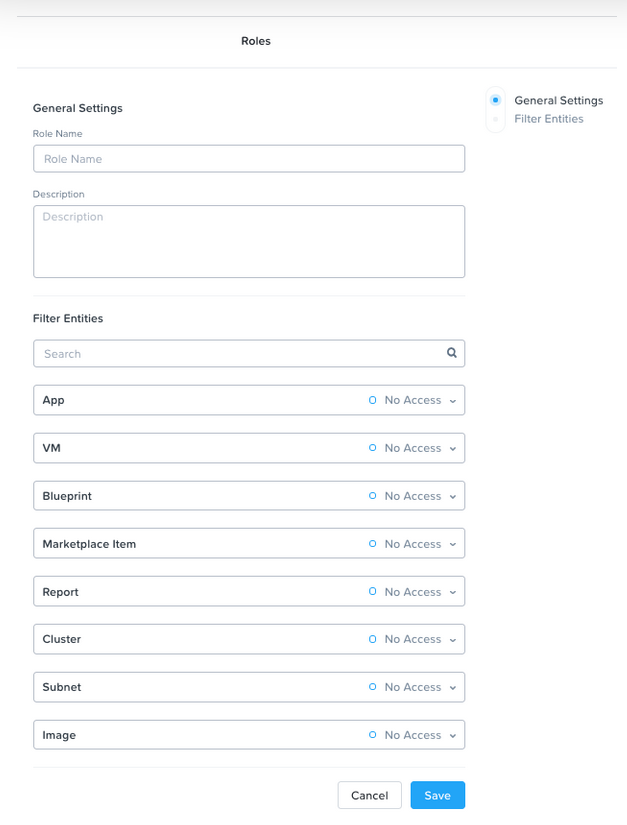 Roles
General Settings
Role Name
Role Name
Description
Description
Filter Entities
Search
App No Access
VM No Access
Blueprint No Access
Marketplace Item No Access
Report No Access
Cluster No Access
Subnet No Access
Image No Access
Cancel Save
General Settings
Filter Entities